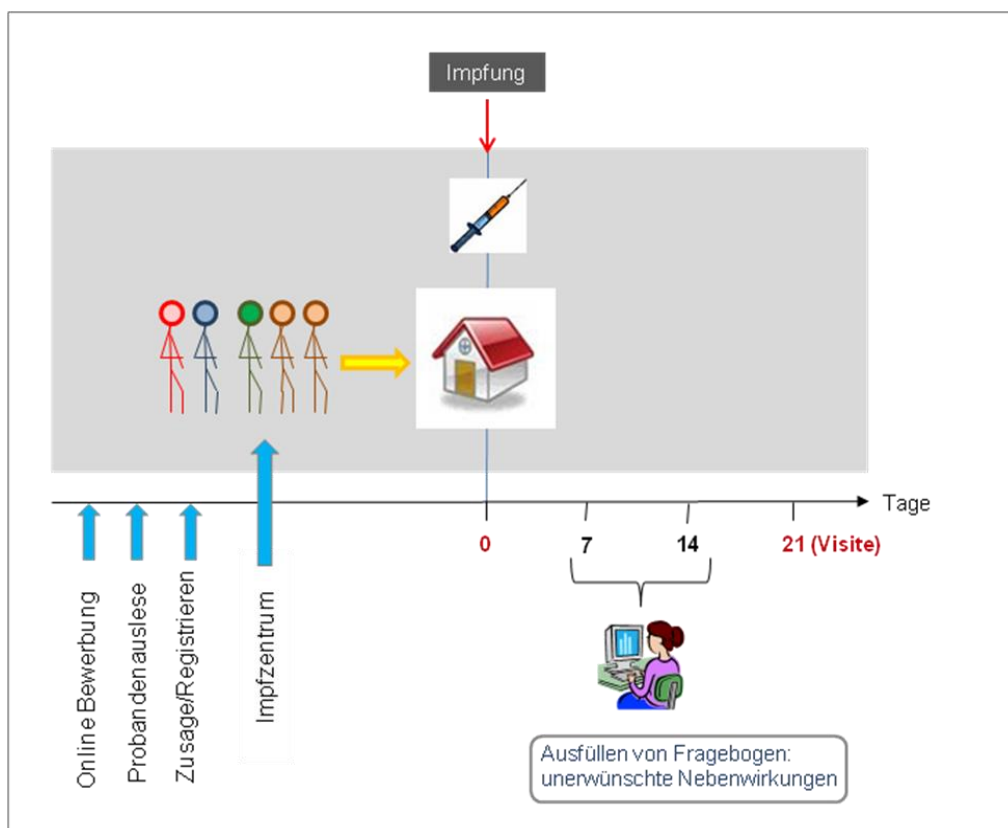 Impfung
Tage
0
7
14
21 (Visite)
Online Bewerbung
Probandenauslese
Zusage/Registrieren
Impfzentrum
Ausfüllen von Fragebogen:
unerwünschte Nebenwirkungen